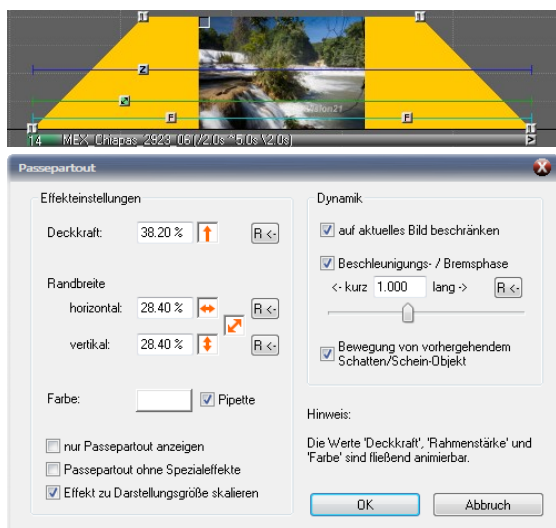 Z
F
F
14 MEX_Chiapas_2923_06 (/2.0s ~5.0s \2.0s)
Passepartout
Effekteinstellungen
Deckkraft: 38.20 % R <-
Randbreite
horizontal: 28.40 % R <-
vertikal: 28.40 % R <-
Farbe: Pipette
nur Passepartout anzeigen
Passepartout ohne Spezialeffekte
Effekt zu Darstellungsgröße skalieren
Dynamik
auf aktuelles Bild beschränken
Beschleunigungs- / Bremsphase
<- kurz 1.000 lang -> R <-
Bewegung von vorhergehendem
Schatten/Schein-Objekt
Hinweis:
Die Werte 'Deckkraft', 'Rahmenstärke' und
'Farbe' sind fließend animierbar.
OK Abbruch